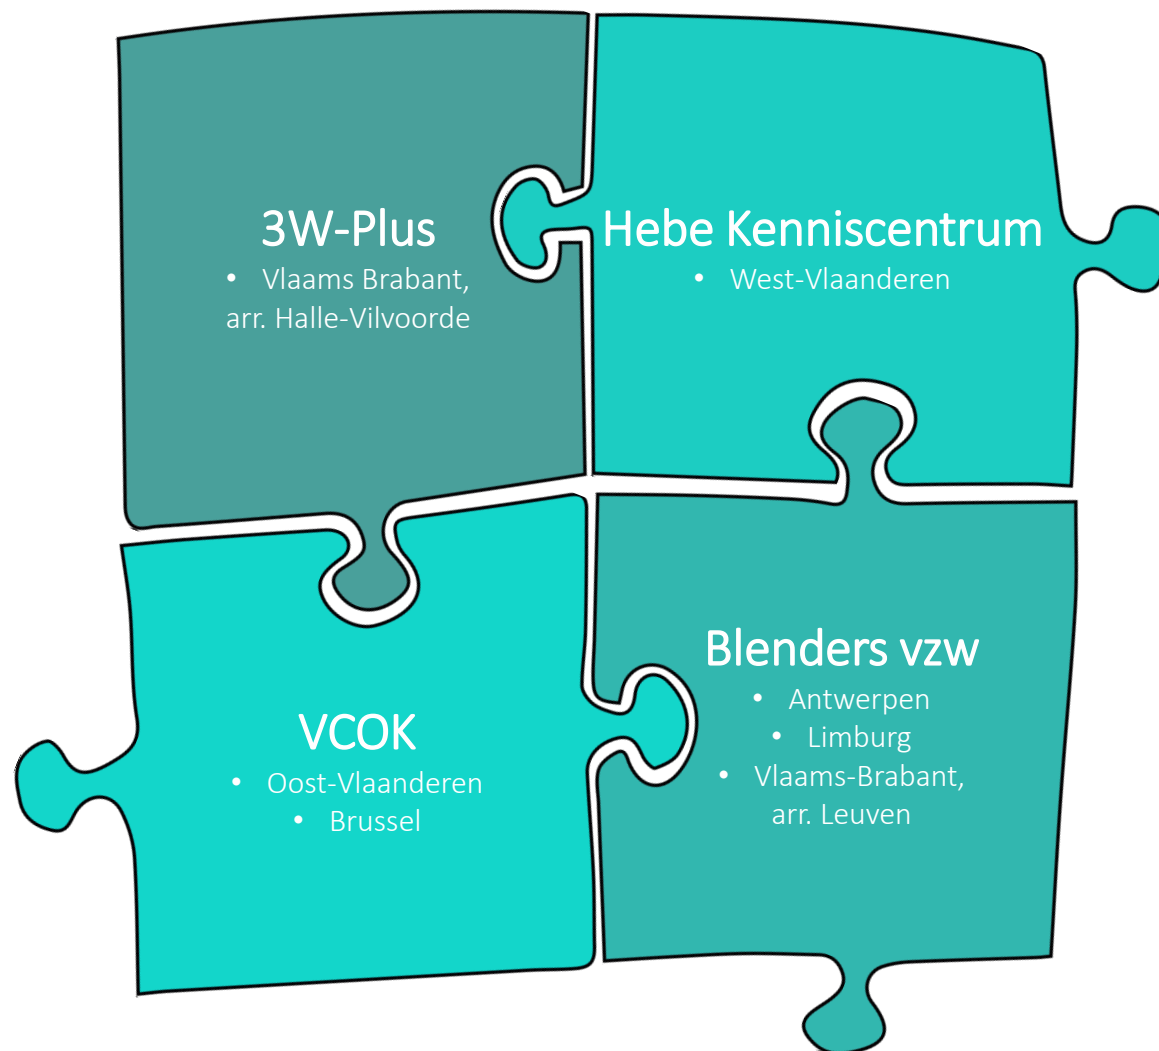 3W-Plus
• Vlaams Brabant,
arr. Halle-Vilvoorde
Hebe Kenniscentrum
• West-Vlaanderen
VCOK
• Oost-Vlaanderen
• Brussel
Blenders vzw
• Antwerpen
• Limburg
• Vlaams-Brabant,
arr. Leuven